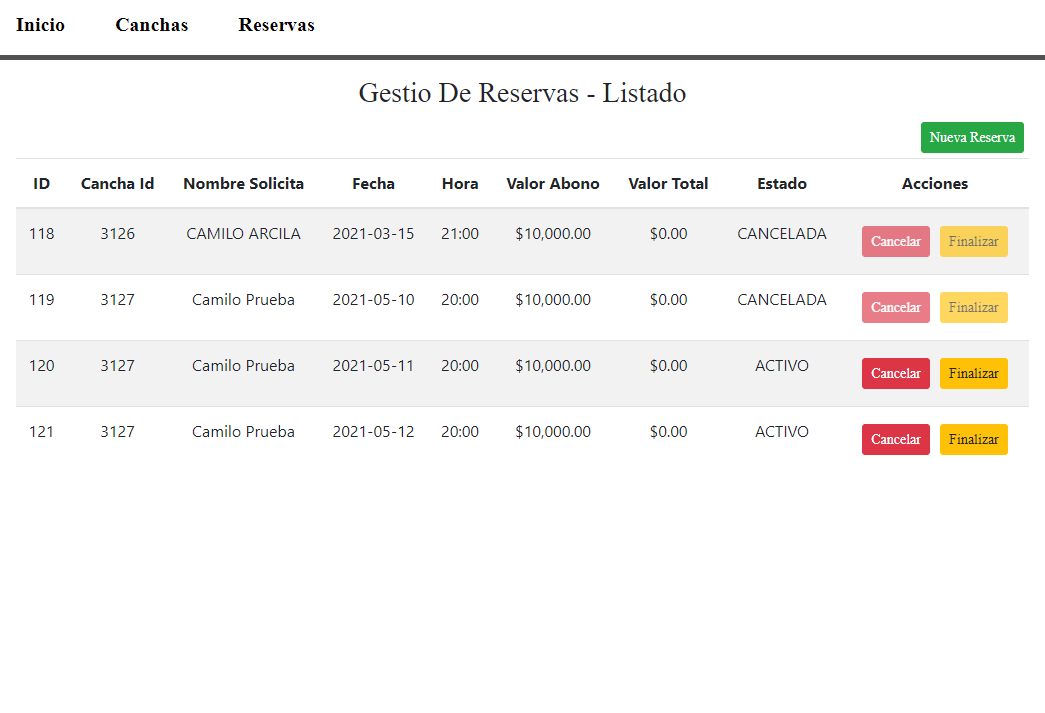 Inicio Canchas Reservas
Gestio De Reservas - Listado
Nueva Reserva
ID Cancha Id Nombre Solicita Fecha Hora Valor Abono Valor Total Estado Acciones
118 3126 CAMILO ARCILA 2021-03-15 21:00 $10,000.00 $0.00 CANCELADA Cancelar Finalizar
119 3127 Camilo Prueba 2021-05-10 20:00 $10,000.00 $0.00 CANCELADA Cancelar Finalizar
120 3127 Camilo Prueba 2021-05-11 20:00 $10,000.00 $0.00 ACTIVO Cancelar Finalizar
121 3127 Camilo Prueba 2021-05-12 20:00 $10,000.00 $0.00 ACTIVO Cancelar Finalizar